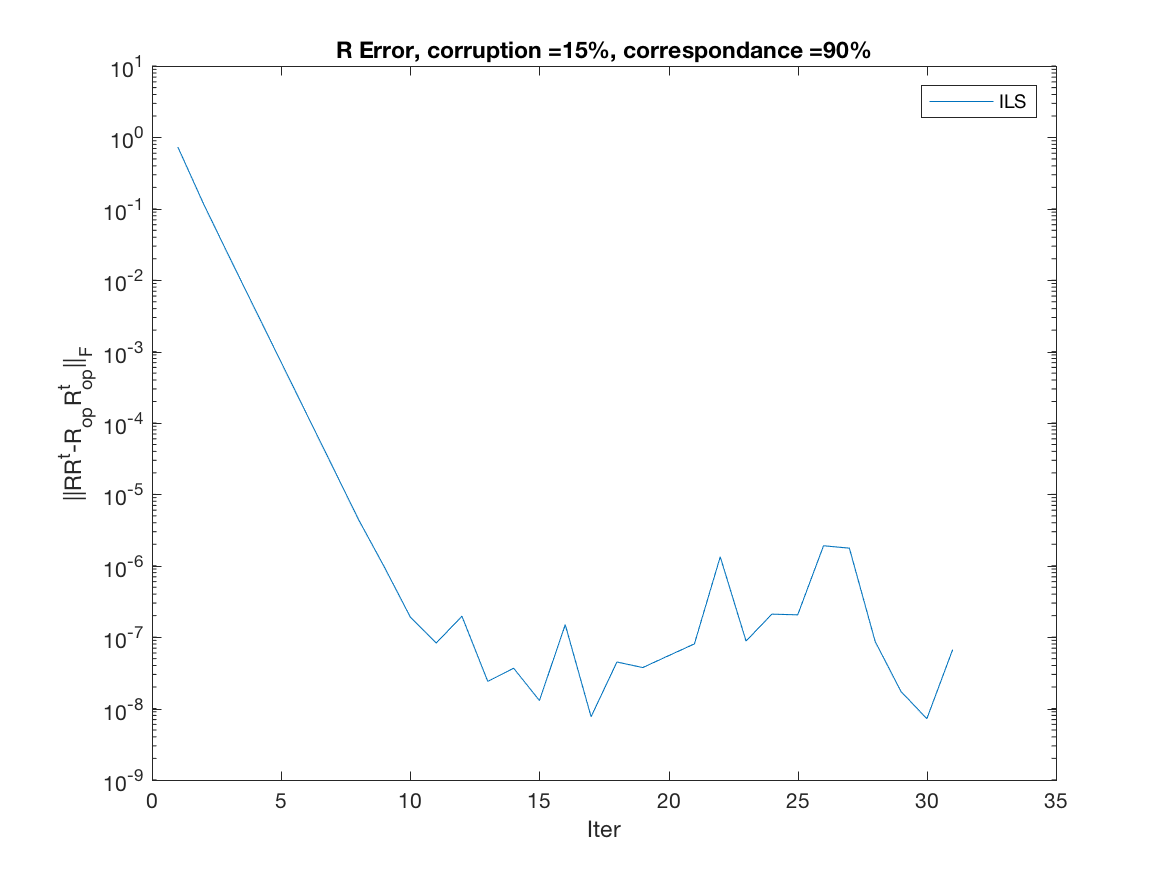 R Error, corruption =15%, correspondance =90%
ILS
10^1
10^0
10^-1
10^-2
10^-3
10^-4
10^-5
10^-6
10^-7
10^-8
10^-9
||RR^t-R_op R^t_op||_F
0 5 10 15 20 25 30 35
Iter